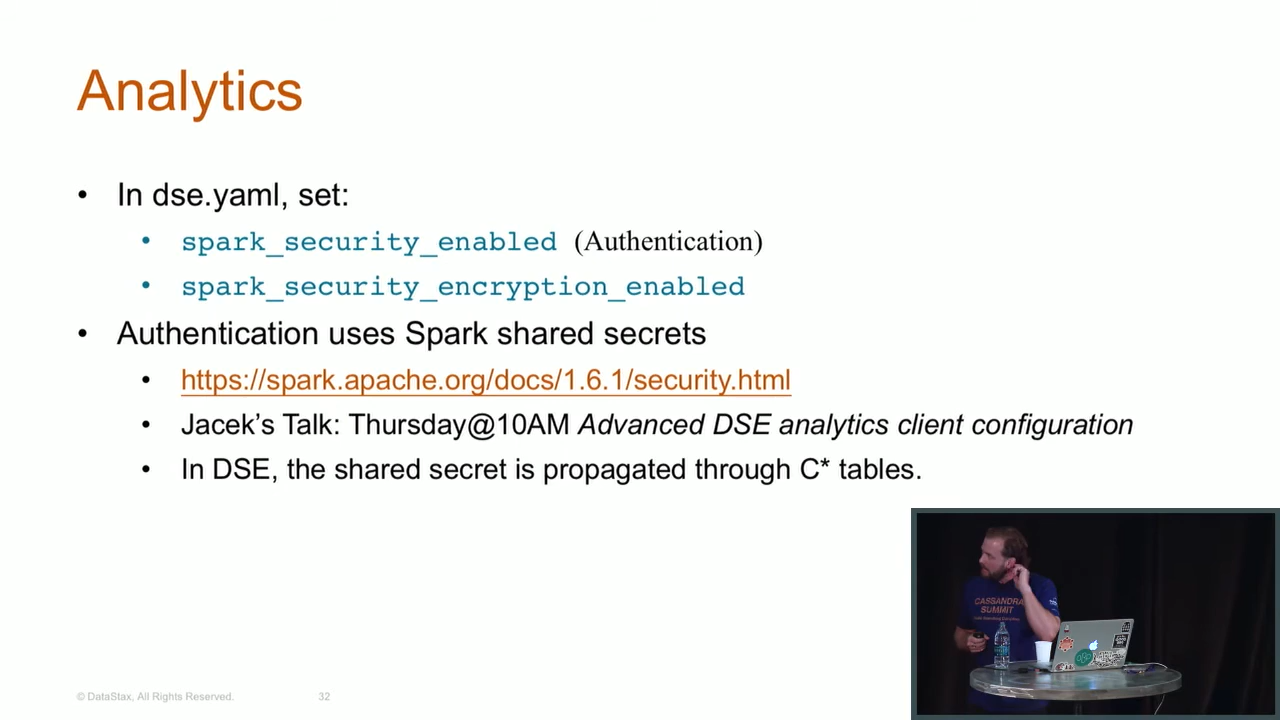 Analytics
• In dse.yaml, set:
• spark_security_enabled (Authentication)
• spark_security_encryption_enabled
• Authentication uses Spark shared secrets
• https://spark.apache.org/docs/1.6.1/security.html
• Jacek’s Talk: Thursday@10AM Advanced DSE analytics client configuration
• In DSE, the shared secret is propagated through C* tables.
CASSANDRA
SUMMIT
© DataStax, All Rights Reserved.
32